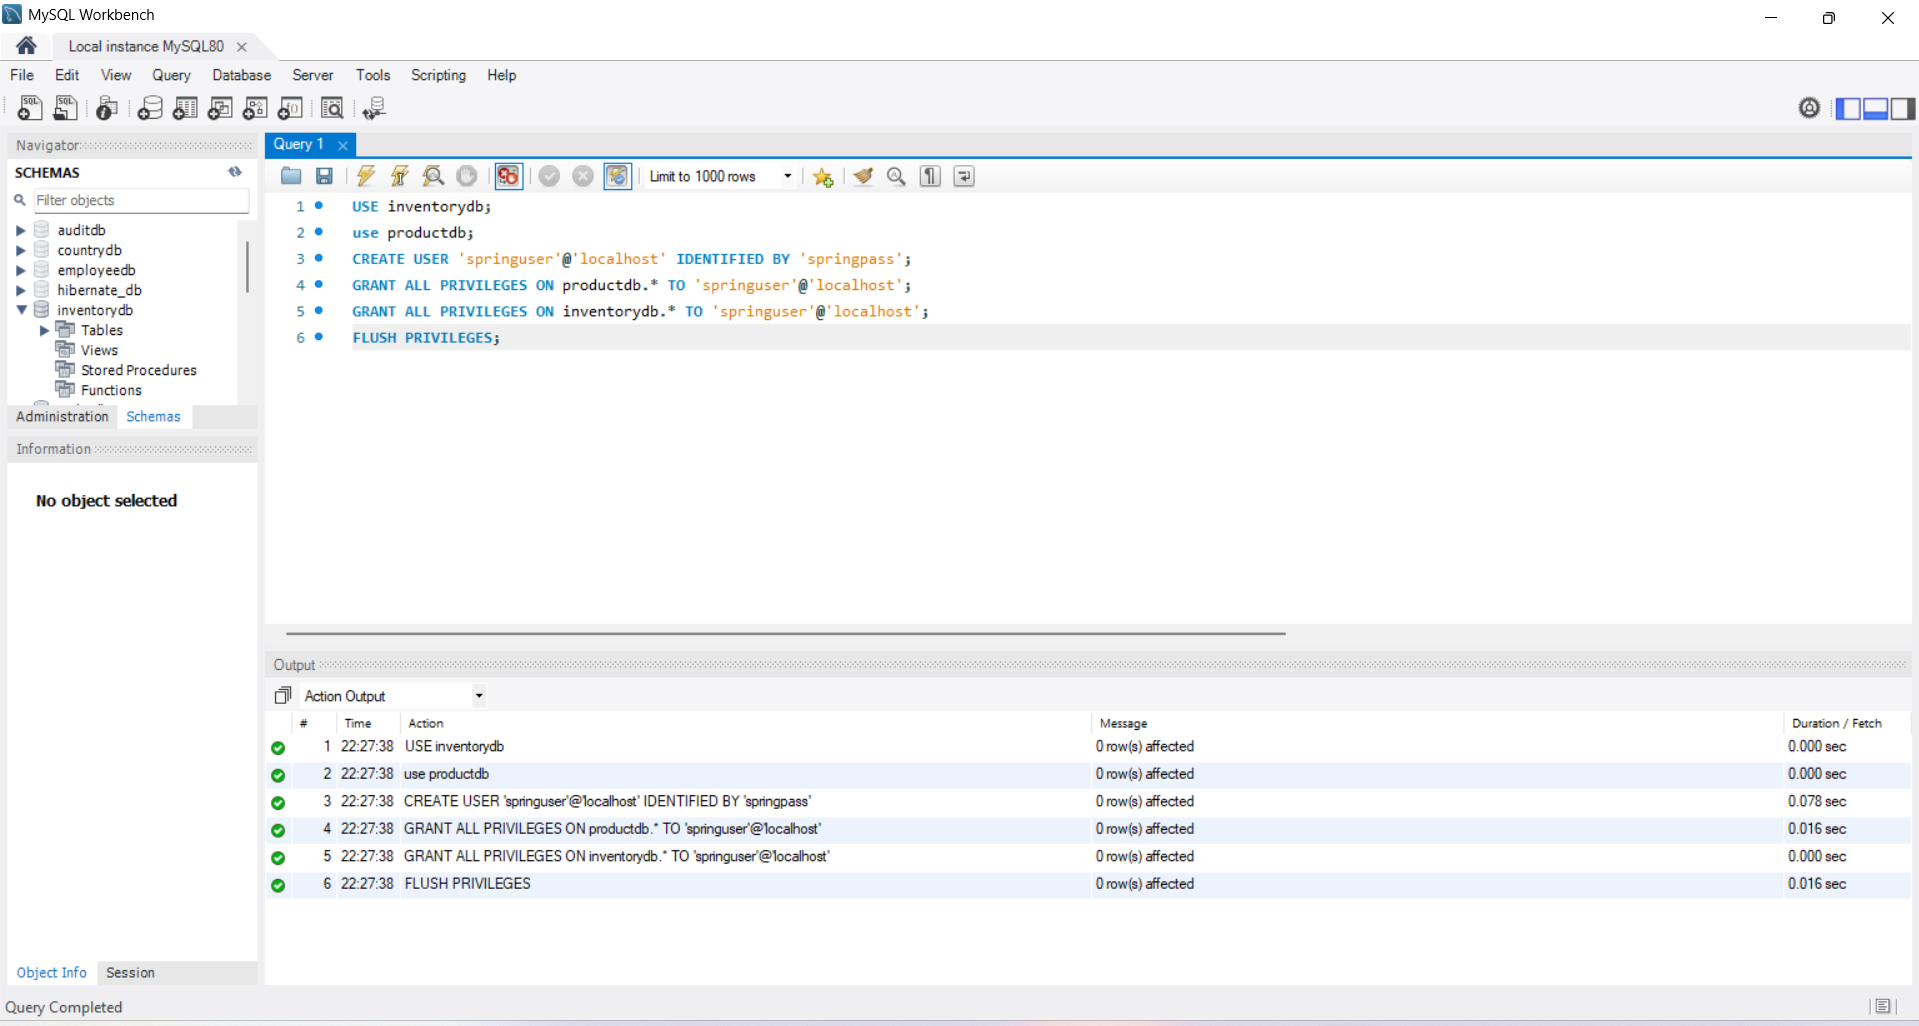 MySQL Workbench
Local instance MySQL80
File Edit View Query Database Server Tools Scripting Help
Navigator
SCHEMAS
Filter objects
auditdb
countrydb
employeedb
hibernate_db
inventorydb
Tables
Views
Stored Procedures
Functions
Administration Schemas
Information
No object selected
Object Info Session
Query 1
Limit to 1000 rows
1 USE inventorydb;
2 use productdb;
3 CREATE USER 'springuser'@'localhost' IDENTIFIED BY 'springpass';
4 GRANT ALL PRIVILEGES ON productdb.* TO 'springuser'@'localhost';
5 GRANT ALL PRIVILEGES ON inventorydb.* TO 'springuser'@'localhost';
6 FLUSH PRIVILEGES;
Output
Action Output
# Time Action Message Duration / Fetch
1 22:27:38 USE inventorydb 0 row(s) affected 0.000 sec
2 22:27:38 use productdb 0 row(s) affected 0.000 sec
3 22:27:38 CREATE USER 'springuser'@'localhost' IDENTIFIED BY 'springpass' 0 row(s) affected 0.078 sec
4 22:27:38 GRANT ALL PRIVILEGES ON productdb.* TO 'springuser'@'localhost' 0 row(s) affected 0.016 sec
5 22:27:38 GRANT ALL PRIVILEGES ON inventorydb.* TO 'springuser'@'localhost' 0 row(s) affected 0.000 sec
6 22:27:38 FLUSH PRIVILEGES 0 row(s) affected 0.016 sec
Query Completed